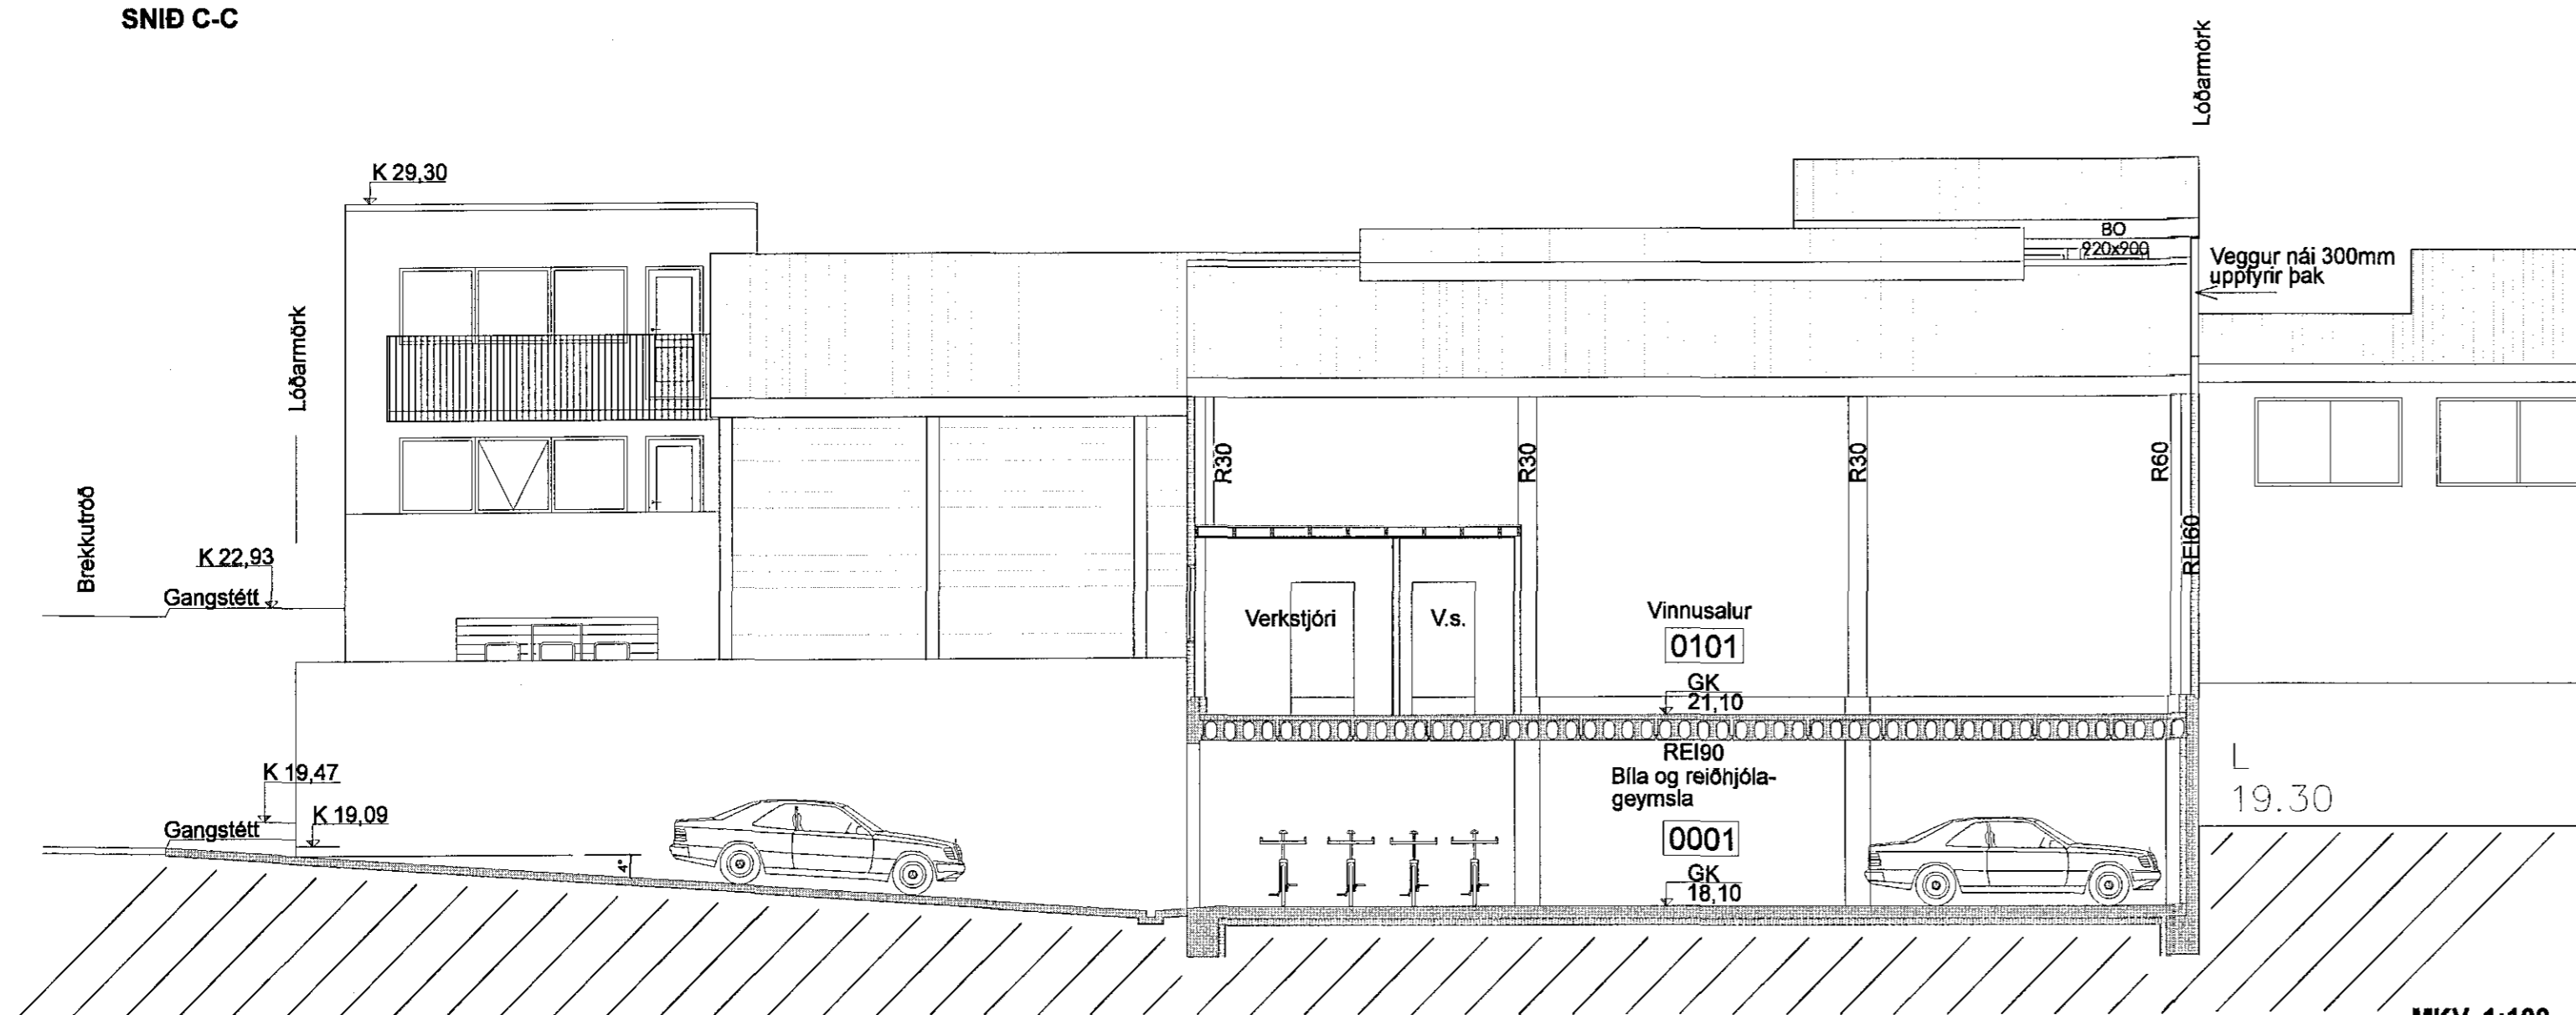 SNIÐ C-C
Lóðarmörk
K 29,30
BO
920x900
Veggur nái 300mm
uppfyrir þak
Lóðarmörk
R30
R30
R30
R60
Brekkutröð
REI60
K 22,93
Gangstétt
Verkstjóri
V.s.
Vinnusalur
0101
GK
21,10
REI90
Bíla og reiðhjóla-
geymsla
L
19.30
K 19,47
K 19,09
Gangstétt
4°
0001
GK
18,10